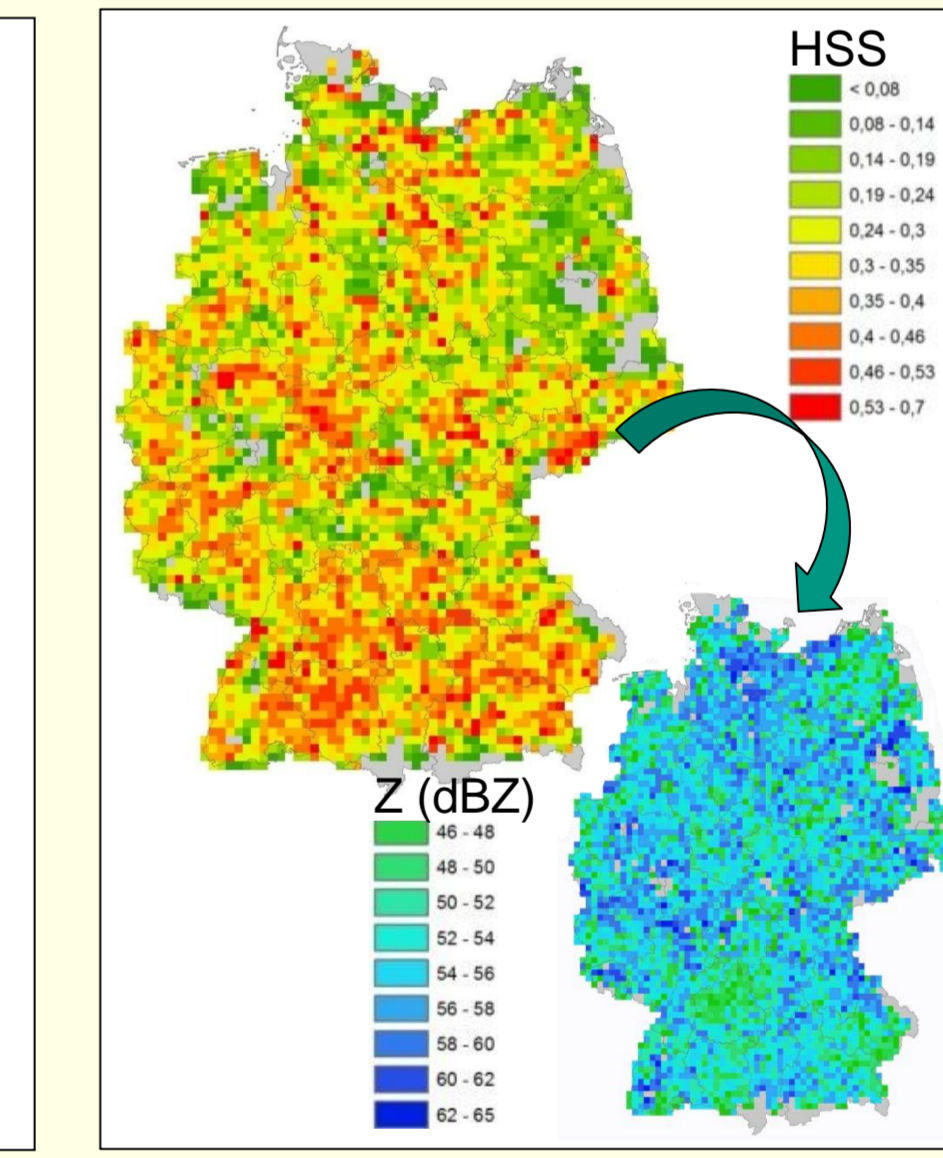 HSS
< 0,08
0,08 - 0,14
0,14 - 0,19
0,19 - 0,24
0,24 - 0,3
0,3 - 0,35
0,35 - 0,4
0,4 - 0,46
0,46 - 0,53
0,53 - 0,7
Z (dBZ)
46 - 48
48 - 50
50 - 52
52 - 54
54 - 56
56 - 58
58 - 60
60 - 62
62 - 65